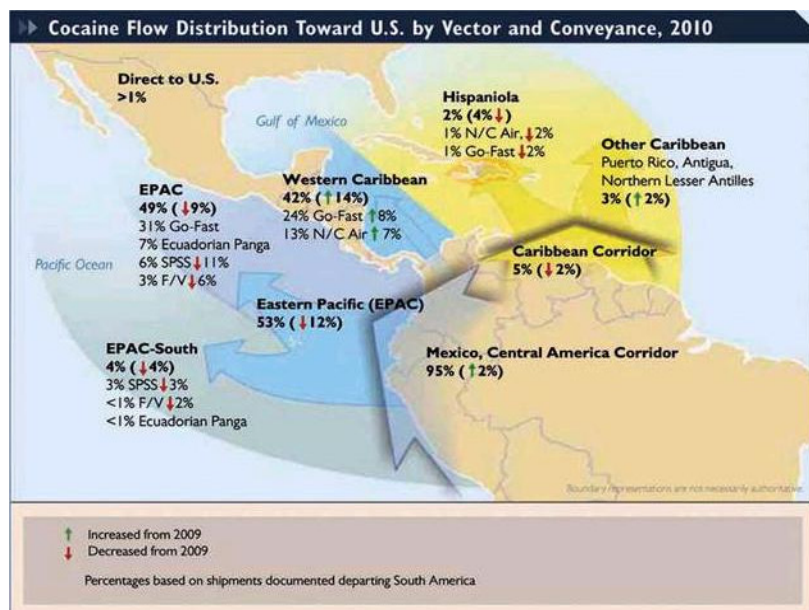 Cocaine Flow Distribution Toward U.S. by Vector and Conveyance, 2010
Direct to U.S.
>1%
Gulf of Mexico
Hispaniola
2% (4%↓)
1% N/C Air, ↓2%
1% Go-Fast ↓2%
Other Caribbean
Puerto Rico, Antigua,
Northern Lesser Antilles
3% (↑2%)
Western Caribbean
42% (↑14%)
24% Go-Fast ↑8%
13% N/C Air ↑7%
EPAC
49% (↓9%)
31% Go-Fast
7% Ecuadorian Panga
6% SPSS ↓11%
3% F/V ↓6%
Pacific Ocean
Caribbean Corridor
5% (↓2%)
Eastern Pacific (EPAC)
53% (↓12%)
EPAC-South
4% (↓4%)
3% SPSS ↓3%
<1% F/V ↓2%
<1% Ecuadorian Panga
Mexico, Central America Corridor
95% (↑2%)
Boundary representations are not necessarily authoritative.
↑ Increased from 2009
↓ Decreased from 2009
Percentages based on shipments documented departing South America